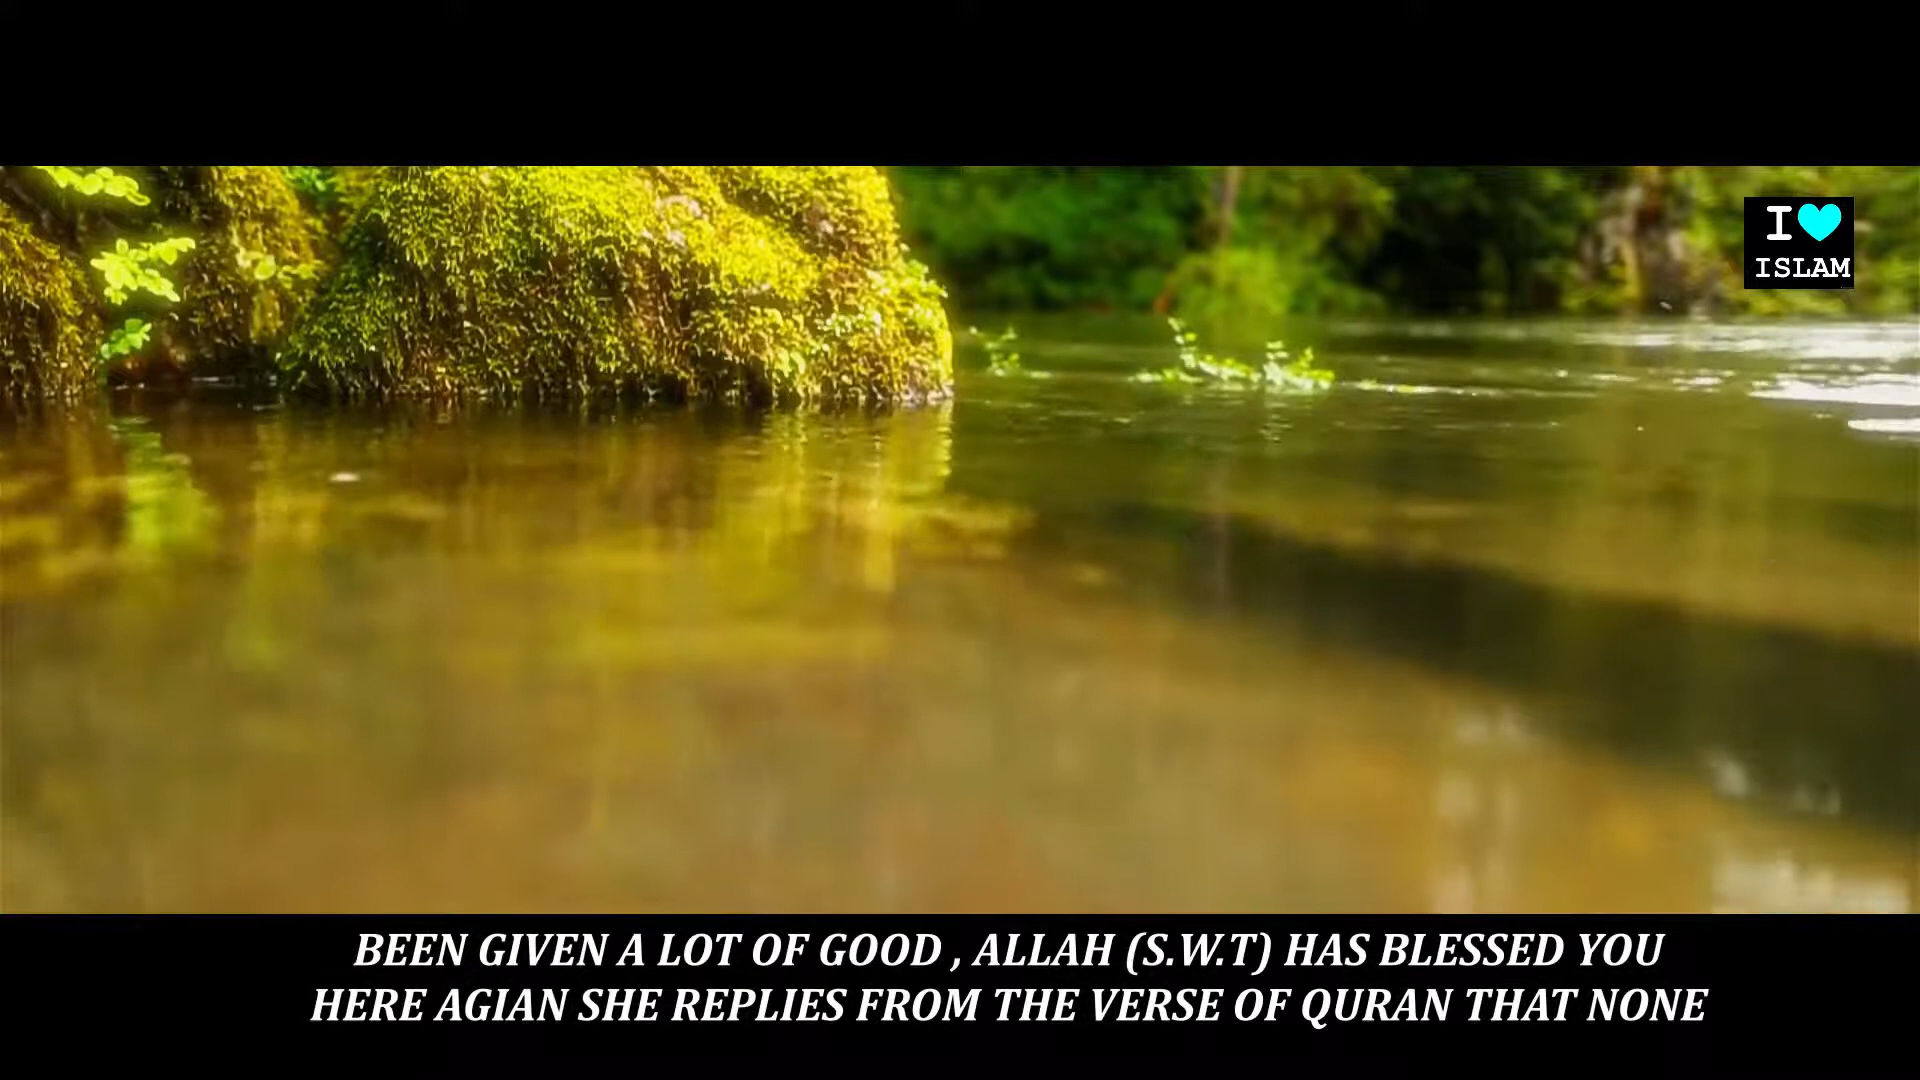 I
ISLAM
BEEN GIVEN A LOT OF GOOD , ALLAH (S.W.T) HAS BLESSED YOU
HERE AGIAN SHE REPLIES FROM THE VERSE OF QURAN THAT NONE